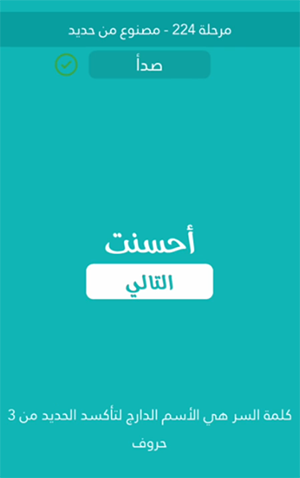 مرحلة 224 - مصنوع من حديد
صدأ
أحسنت
التالي
كلمة السر هي الأسم الدارج لتأكسد الحديد من 3
حروف